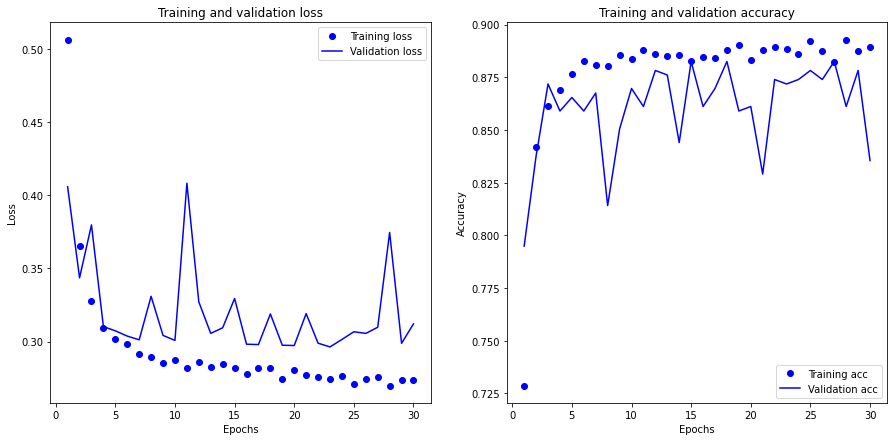 Training and validation loss
Training loss
Validation loss
0.50
0.45
0.40
0.35
0.30
Loss
0
5
10
15
20
25
30
Epochs
Training and validation accuracy
0.900
0.875
0.850
0.825
0.800
0.775
0.750
0.725
Accuracy
Training acc
Validation acc
0
5
10
15
20
25
30
Epochs